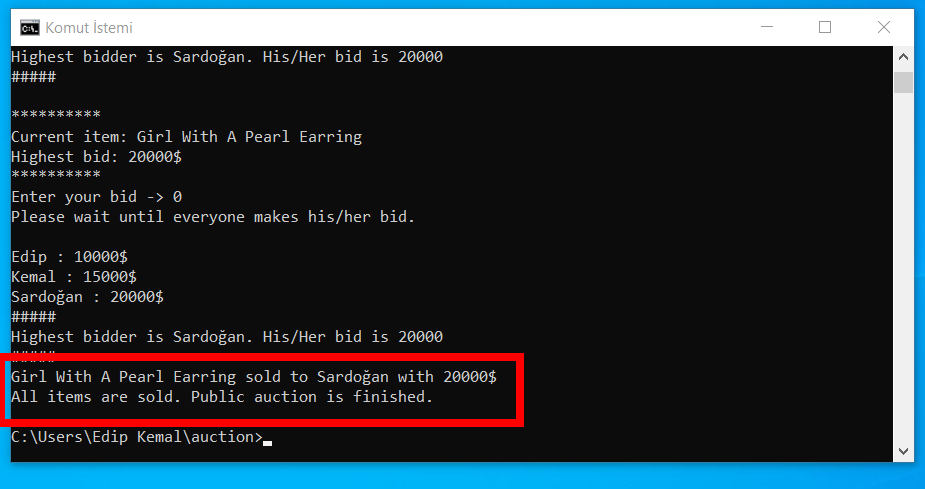 Komut İstemi
Highest bidder is Sardoğan. His/Her bid is 20000
#####
**********
Current item: Girl With A Pearl Earring
Highest bid: 20000$
**********
Enter your bid -> 0
Please wait until everyone makes his/her bid.
Edip : 10000$
Kemal : 15000$
Sardoğan : 20000$
#####
Highest bidder is Sardoğan. His/Her bid is 20000
#####
Girl With A Pearl Earring sold to Sardoğan with 20000$
All items are sold. Public auction is finished.
C:\Users\Edip Kemal\auction>